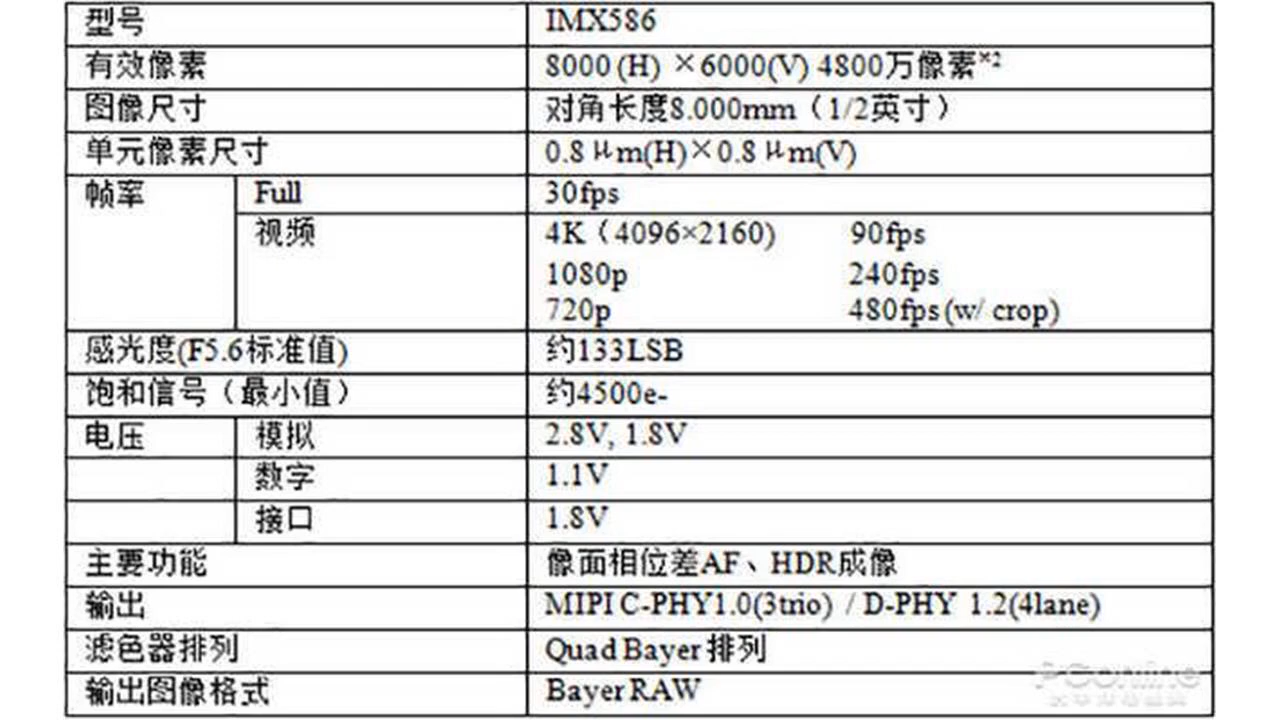 型号 IMX586
有效像素 8000(H) ×6000(V) 4800万像素※2
图像尺寸 对角长度8.000mm（1/2英寸）
单元像素尺寸 0.8μm(H)×0.8μm(V)
帧率 Full 30fps
视频 4K（4096×2160) 90fps
1080p 240fps
720p 480fps(w/ crop)
感光度(F5.6标准值) 约133LSB
饱和信号（最小值） 约4500e-
电压 模拟 2.8V, 1.8V
数字 1.1V
接口 1.8V
主要功能 像面相位差AF、HDR成像
输出 MIPI C-PHY1.0(3trio) / D-PHY 1.2(4lane)
滤色器排列 Quad Bayer排列
输出图像格式 Bayer RAW
PConline